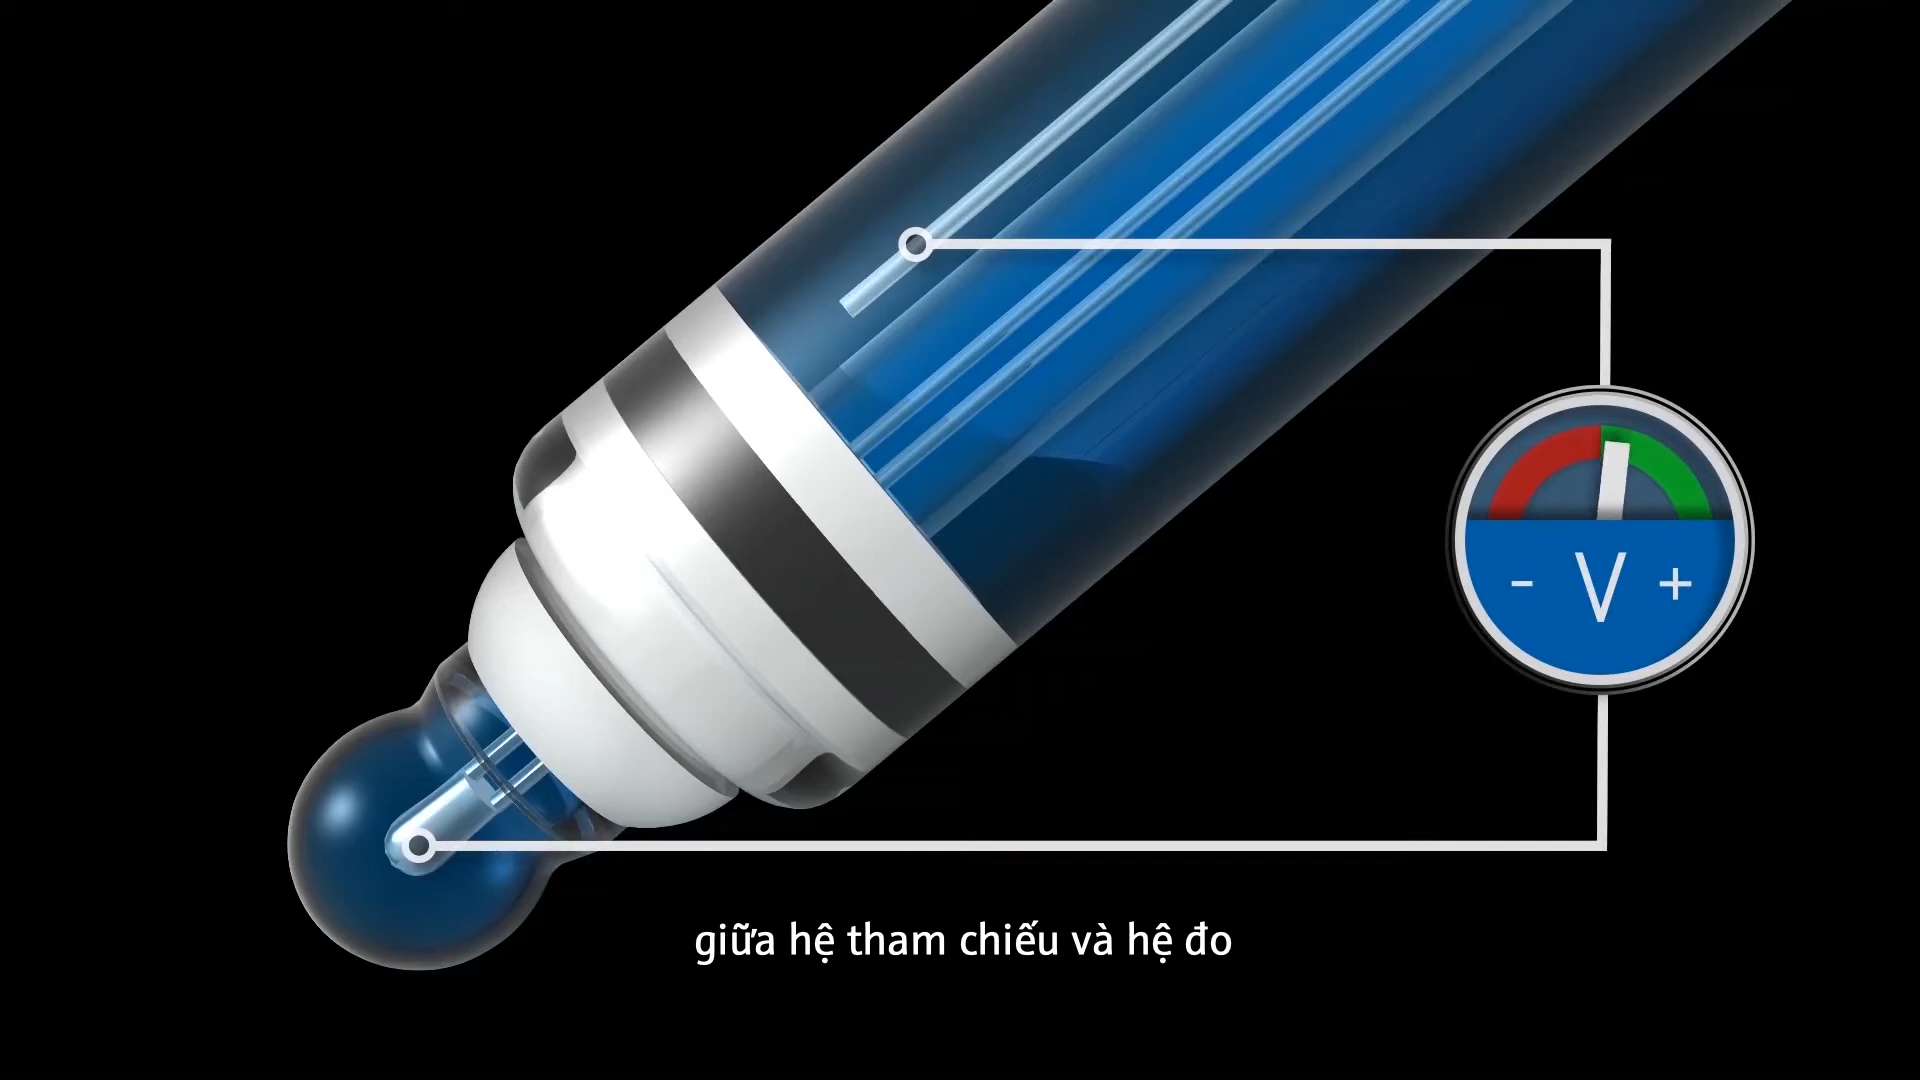 - V +
giữa hệ tham chiếu và hệ đo